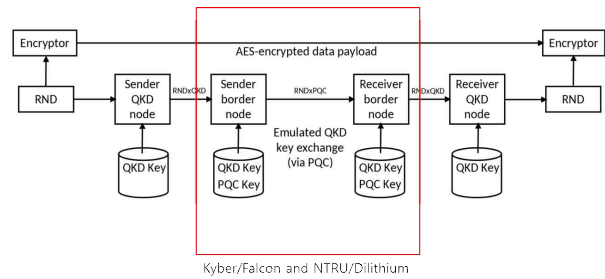 Encryptor
Encryptor
AES-encrypted data payload
RND
Sender
QKD
node
RNDxQKD
Sender
border
node
RNDxPQC
Receiver
border
node
RNDxQKD
Receiver
QKD
node
RND
Emulated QKD
key exchange
(via PQC)
QKD Key
QKD Key
PQC Key
QKD Key
PQC Key
QKD Key
Kyber/Falcon and NTRU/Dilithium